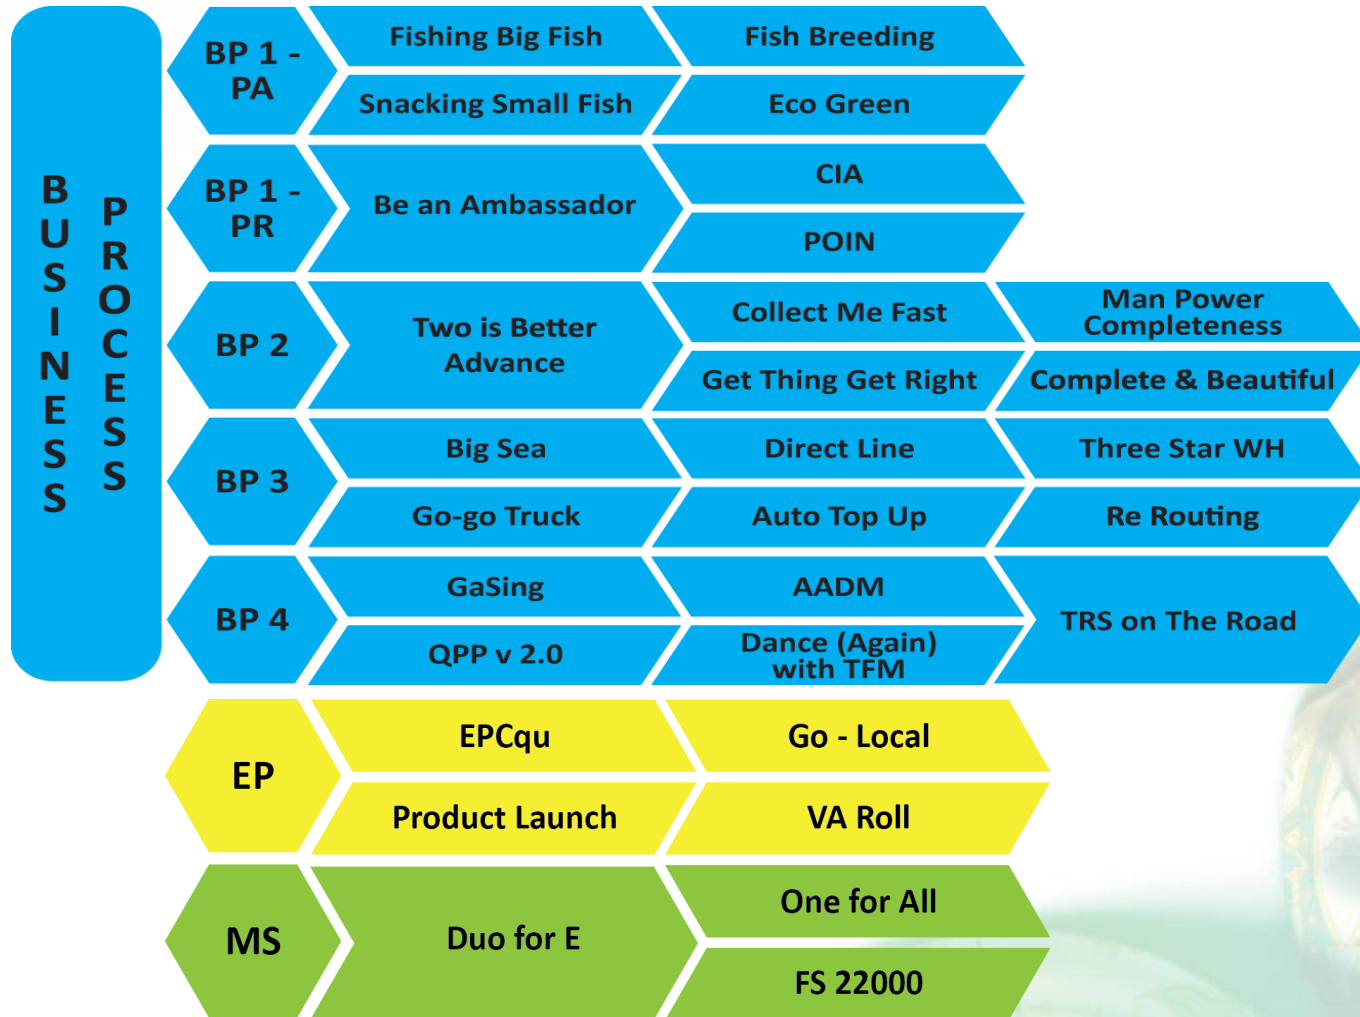 BUSINESS
PROCESS
BP 1 -
PA
Fishing Big Fish
Fish Breeding
Snacking Small Fish
Eco Green
BP 1 -
PR
Be an Ambassador
CIA
POIN
BP 2
Two is Better
Advance
Collect Me Fast
Man Power
Completeness
Get Thing Get Right
Complete & Beautiful
BP 3
Big Sea
Direct Line
Three Star WH
Go-go Truck
Auto Top Up
Re Routing
BP 4
GaSing
AADM
TRS on The Road
QPP v 2.0
Dance (Again)
with TFM
EP
EPCqu
Go - Local
Product Launch
VA Roll
MS
Duo for E
One for All
FS 22000